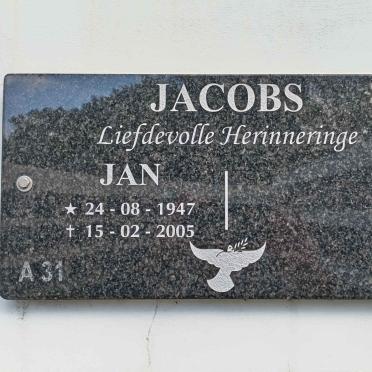 JACOBS
Liefdevolle Herinneringe
JAN
★ 24 - 08 - 1947
✝ 15 - 02 - 2005
A 31